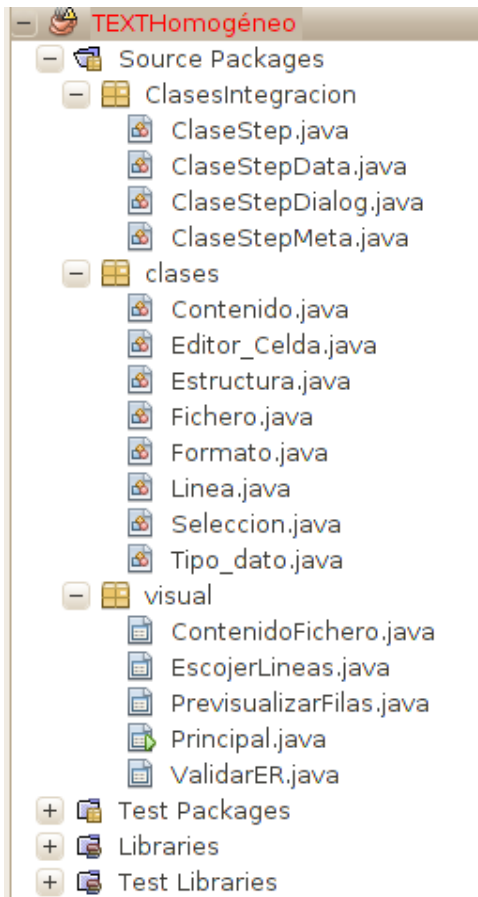 TEXTHomogéneo
Source Packages
ClasesIntegracion
ClaseStep.java
ClaseStepData.java
ClaseStepDialog.java
ClaseStepMeta.java
clases
Contenido.java
Editor_Celda.java
Estructura.java
Fichero.java
Formato.java
Linea.java
Seleccion.java
Tipo_dato.java
visual
ContenidoFichero.java
EscojerLineas.java
PrevisualizarFilas.java
Principal.java
ValidarER.java
Test Packages
Libraries
Test Libraries